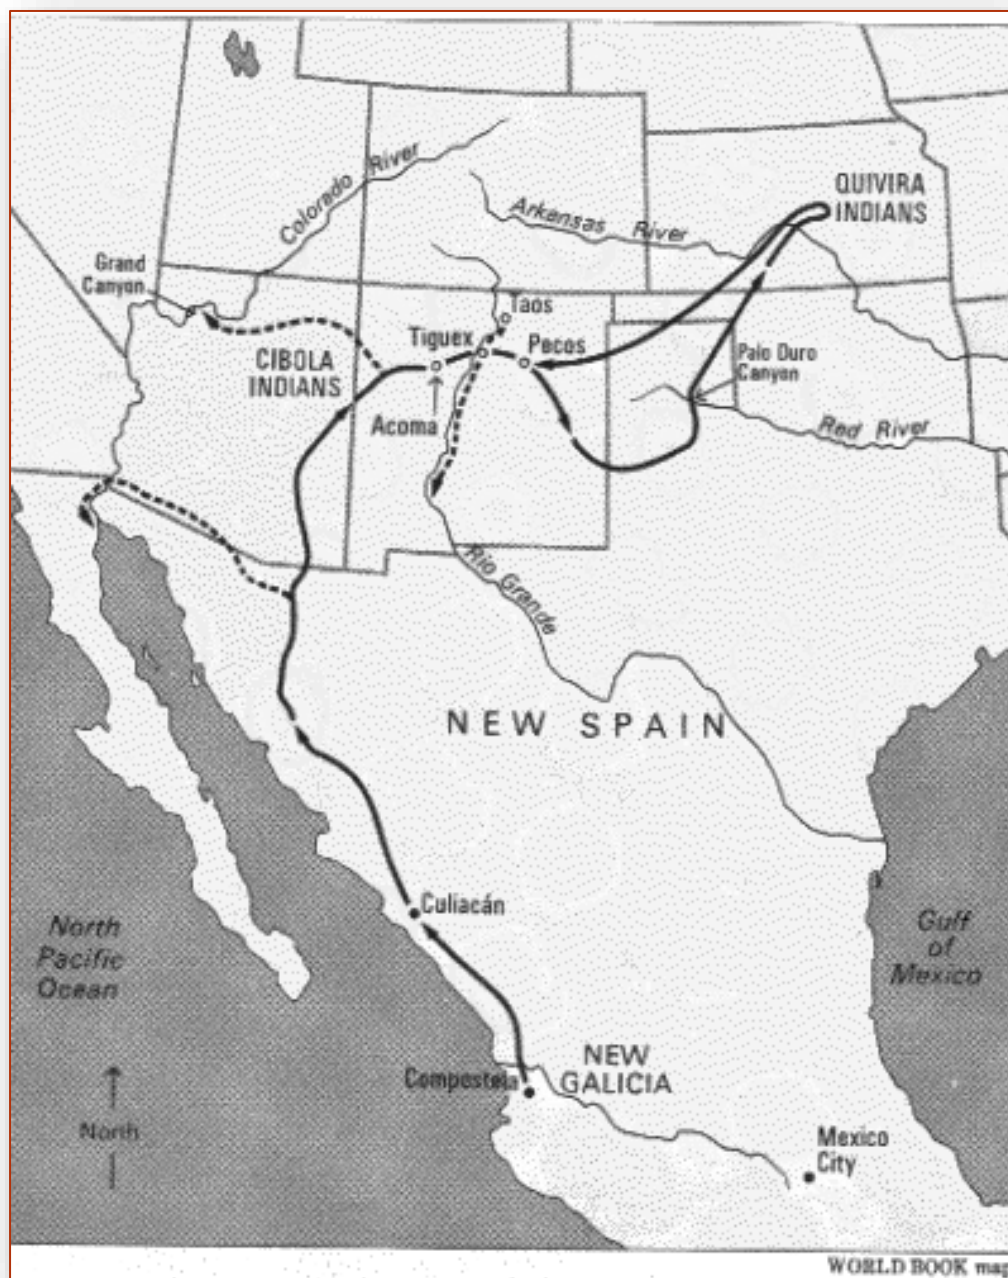 Colorado River
QUIVIRA
INDIANS
Arkansas River
Grand
Canyon
Taos
Tiguex
Pecos
CIBOLA
INDIANS
Palo Duro
Canyon
Acoma
Red River
Rio Grande
NEW SPAIN
Culiacán
North
Pacific
Ocean
Gulf
of
Mexico
NEW
GALICIA
Compostela
North
Mexico
City
WORLD BOOK map